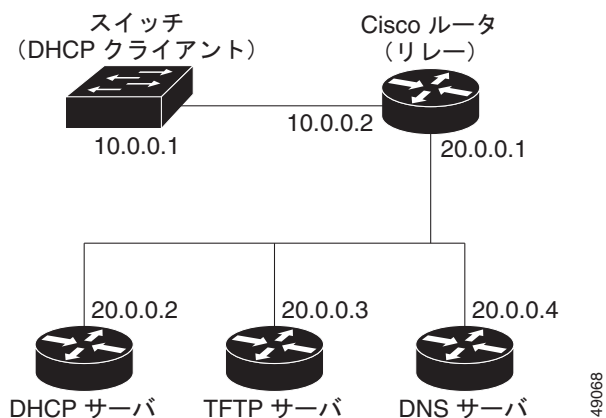 スイッチ
（DHCP クライアント）
Cisco ルータ
（リレー）
10.0.0.1
10.0.0.2
20.0.0.1
20.0.0.2
20.0.0.3
20.0.0.4
DHCP サーバ
TFTP サーバ
DNS サーバ
49068